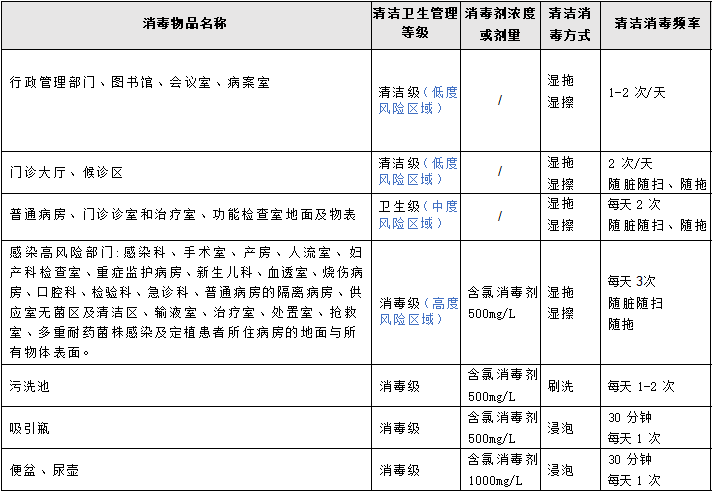 消毒物品名称
清洁卫生管理
等级
消毒剂浓度
或剂量
清洁消
毒方式
清洁消毒频率
行政管理部门、图书馆、会议室、病案室
清洁级（低度
风险区域）
/
湿拖
湿擦
1-2 次/天
门诊大厅、候诊区
清洁级（低度
风险区域）
/
湿拖
湿擦
2 次/天
随脏随扫、随拖
普通病房、门诊诊室和治疗室、功能检查室地面及物表
卫生级（中度
风险区域）
/
湿拖
湿擦
每天 2 次
随脏随扫、随拖
感染高风险部门:感染科、手术室、产房、人流室、妇
产科检查室、重症监护病房、新生儿科、血透室、烧伤病
房、口腔科、检验科、急诊科、普通病房的隔离病房、供
应室无菌区及清洁区、输液室、治疗室、处置室、抢救
室、多重耐药菌株感染及定植患者所住病房的地面与所
有物体表面。
消毒级（高度
风险区域）
含氯消毒剂
500mg/L
湿拖
湿擦
每天 3次
随脏随扫
随拖
污洗池
消毒级
含氯消毒剂
500mg/L
刷洗
每天 1-2 次
吸引瓶
消毒级
含氯消毒剂
500mg/L
浸泡
30 分钟
每天 1 次
便盆、尿壶
消毒级
含氯消毒剂
1000mg/L
浸泡
30 分钟
每天 1 次